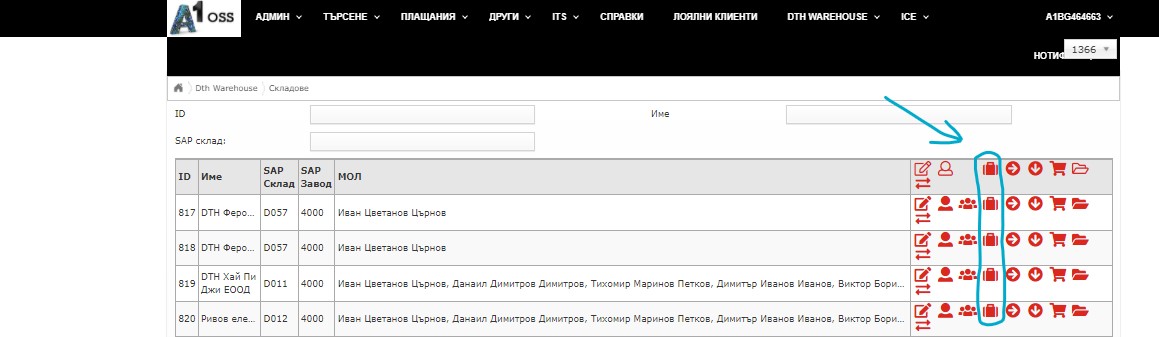 A1 OSS АДМИН ТЪРСЕНЕ ПЛАЩАНИЯ ДРУГИ ITS СПРАВКИ ЛОЯЛНИ КЛИЕНТИ DTH WAREHOUSE ICE A1BG464663
НОТИФ 1366
Dth Warehouse Складове
ID Име
SAP склад:
ID Име SAP Склад SAP Завод МОЛ
817 DTH Феро... D057 4000 Иван Цветанов Църнов
818 DTH Феро... D057 4000 Иван Цветанов Църнов
819 DTH Хай Пи Джи ЕООД D011 4000 Иван Цветанов Църнов, Данаил Димитров Димитров, Тихомир Маринов Петков, Димитър Иванов Иванов, Виктор Бори...
820 Ривов еле... D012 4000 Иван Цветанов Църнов, Данаил Димитров Димитров, Тихомир Маринов Петков, Димитър Иванов Иванов, Виктор Бори...